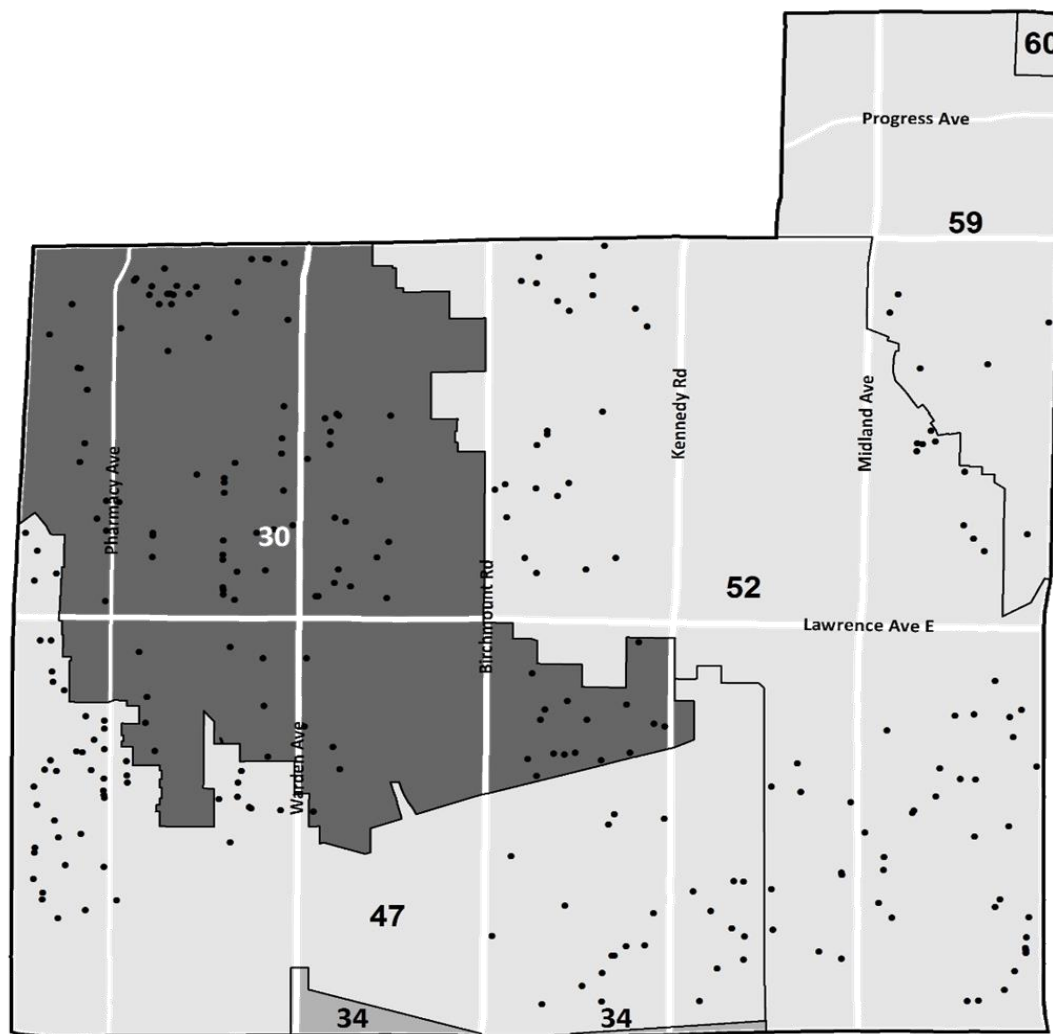 60
Progress Ave
59
Pharmacy Ave
30
Warden Ave
Birchmount Rd
Kennedy Rd
52
Midland Ave
Lawrence Ave E
47
34
34